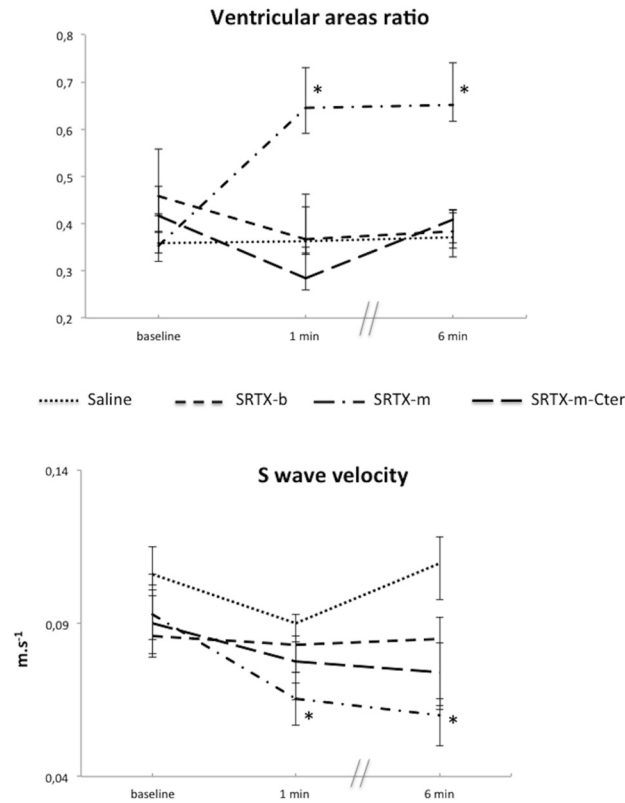 Ventricular areas ratio
0,8
0,7
*
*
0,6
0,5
0,4
0,3
0,2
baseline 1 min // 6 min
Saline SRTX-b SRTX-m SRTX-m-Cter
S wave velocity
0,14
0,09
m.s-¹
*
*
0,04
baseline 1 min // 6 min